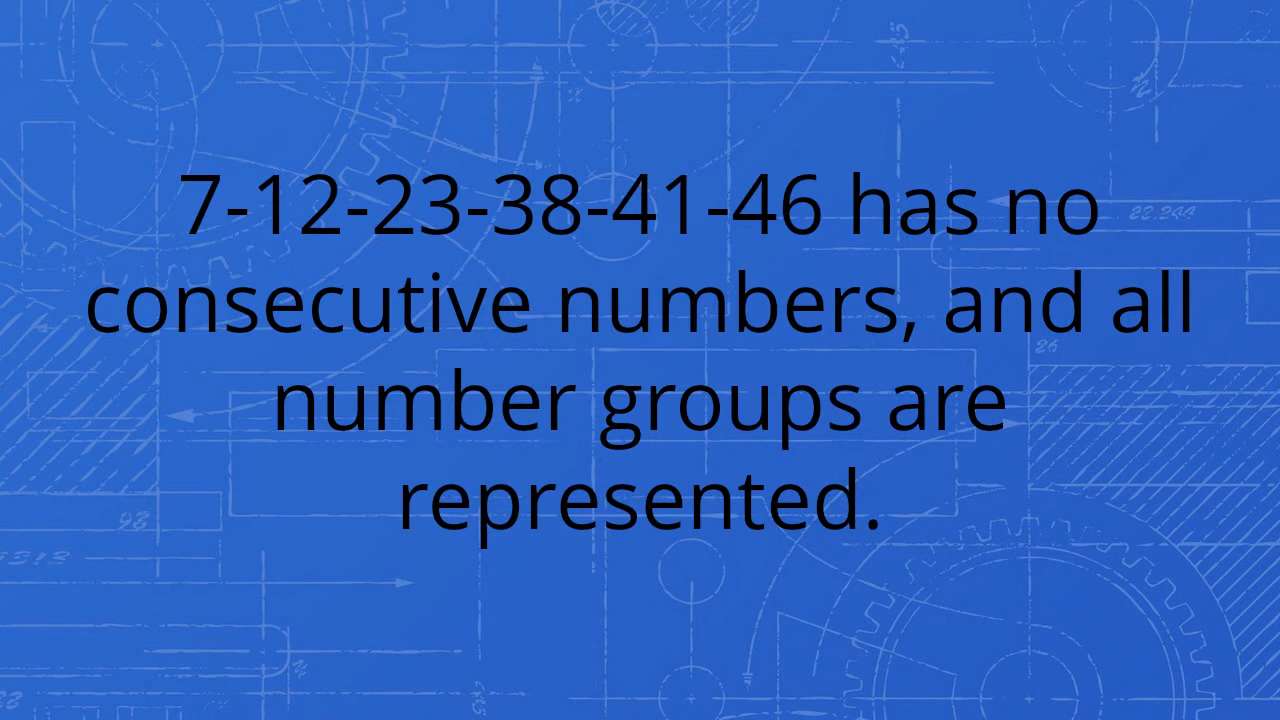 7-12-23-38-41-46 has no
consecutive numbers, and all
number groups are
represented.